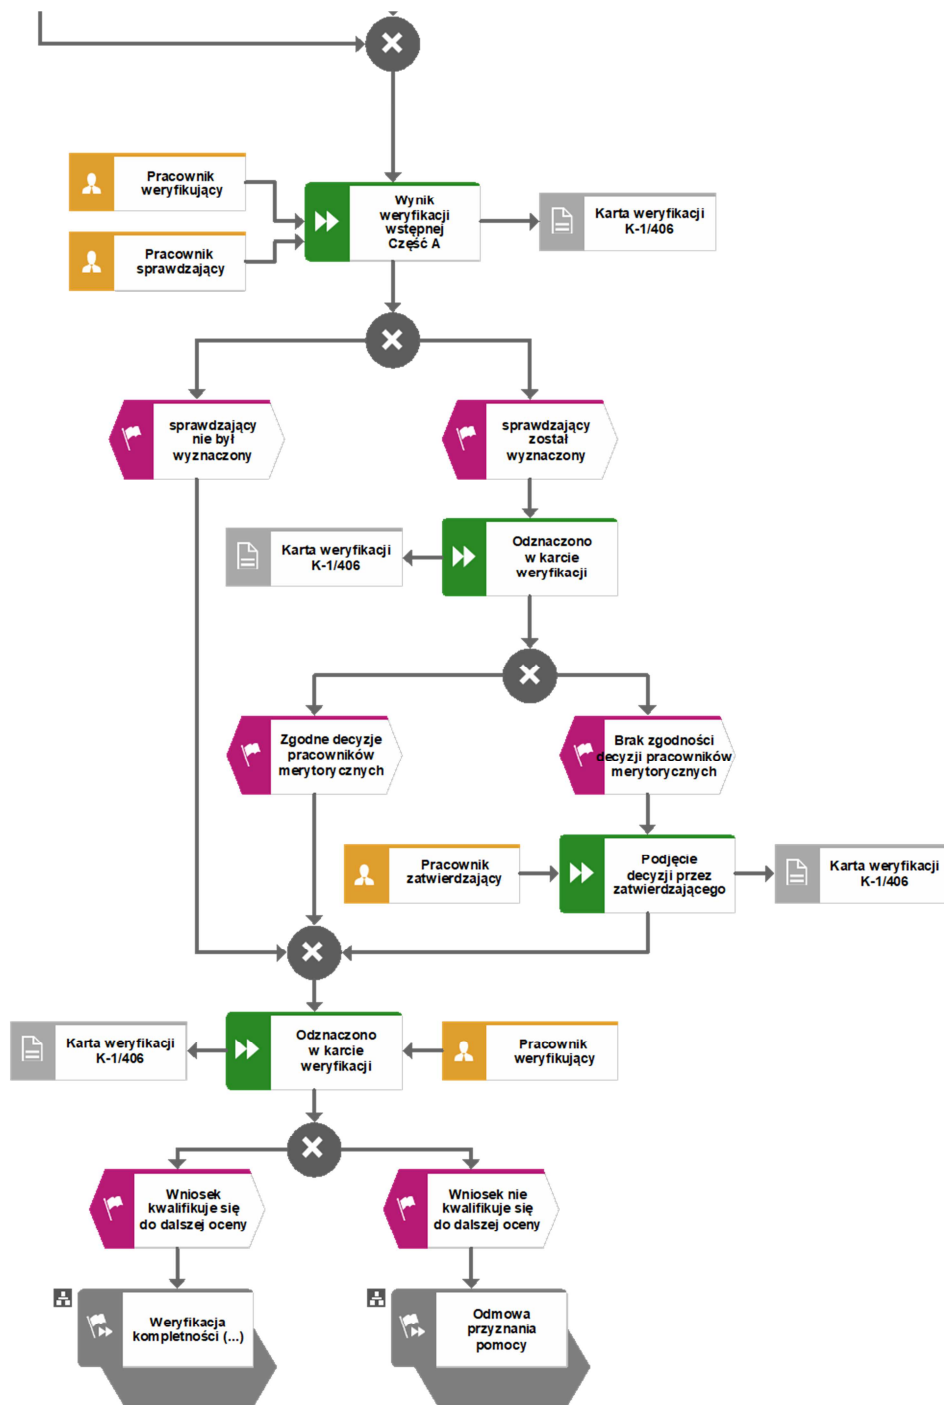 Pracownik
weryfikujący
Wynik
weryfikacji
wstępnej
Część A
Karta weryfikacji
K-1/406
Pracownik
sprawdzający
sprawdzający
nie był
wyznaczony
sprawdzający
został
wyznaczony
Karta weryfikacji
K-1/406
Odznaczono
w karcie
weryfikacji
Zgodne decyzje
pracowników
merytorycznych
Brak zgodności
decyzji pracowników
merytorycznych
Pracownik
zatwierdzający
Podjęcie
decyzji przez
zatwierdzającego
Karta weryfikacji
K-1/406
Karta weryfikacji
K-1/406
Odznaczono
w karcie
weryfikacji
Pracownik
weryfikujący
Wniosek
kwalifikuje się
do dalszej oceny
Wniosek nie
kwalifikuje się
do dalszej oceny
Weryfikacja
kompletności (...)
Odmowa
przyznania
pomocy